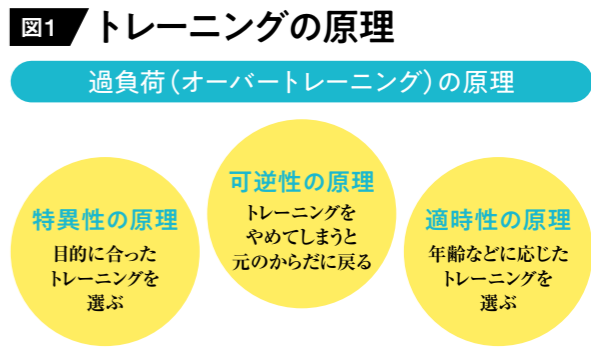 図1 トレーニングの原理
過負荷(オーバートレーニング)の原理
特異性の原理
目的に合った
トレーニングを
選ぶ
可逆性の原理
トレーニングを
やめてしまうと
元のからだに戻る
適時性の原理
年齢などに応じた
トレーニングを
選ぶ